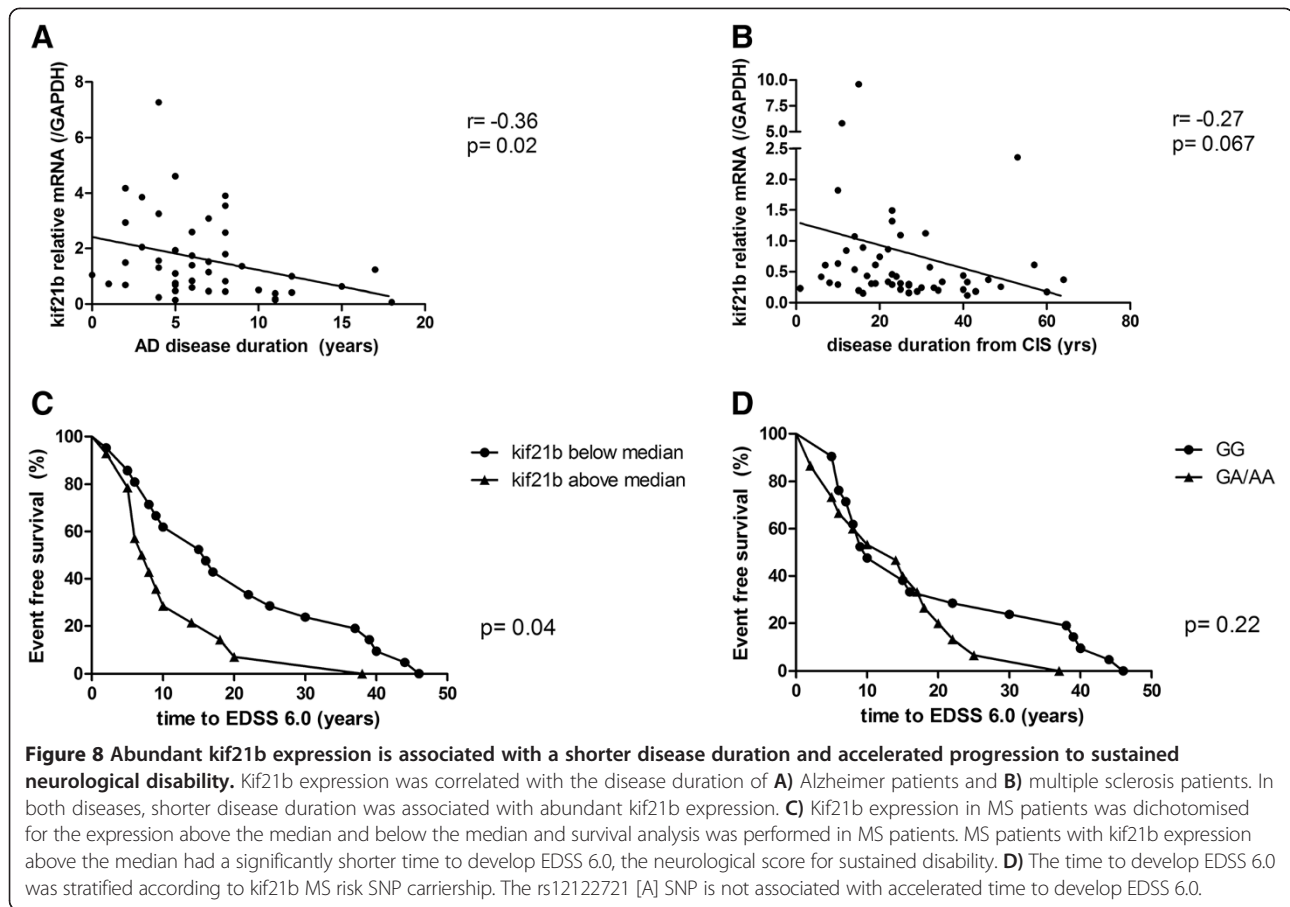 A
kif21b relative mRNA (/GAPDH)
8
6
4
2
0
0 5 10 15 20
AD disease duration (years)
r= -0.36
p= 0.02
B
kif21b relative mRNA (/GAPDH)
10.0
7.5
5.0
2.5
2.0
1.5
1.0
0.5
0.0
0 20 40 60 80
disease duration from CIS (yrs)
r= -0.27
p= 0.067
C
Event free survival (%)
100
80
60
40
20
0
0 10 20 30 40 50
time to EDSS 6.0 (years)
kif21b below median
kif21b above median
p= 0.04
D
Event free survival (%)
100
80
60
40
20
0
0 10 20 30 40 50
time to EDSS 6.0 (years)
GG
GA/AA
p= 0.22
Figure 8 Abundant kif21b expression is associated with a shorter disease duration and accelerated progression to sustained
neurological disability. Kif21b expression was correlated with the disease duration of A) Alzheimer patients and B) multiple sclerosis patients. In
both diseases, shorter disease duration was associated with abundant kif21b expression. C) Kif21b expression in MS patients was dichotomised
for the expression above the median and below the median and survival analysis was performed in MS patients. MS patients with kif21b expression
above the median had a significantly shorter time to develop EDSS 6.0, the neurological score for sustained disability. D) The time to develop EDSS 6.0
was stratified according to kif21b MS risk SNP carriership. The rs12122721 [A] SNP is not associated with accelerated time to develop EDSS 6.0.